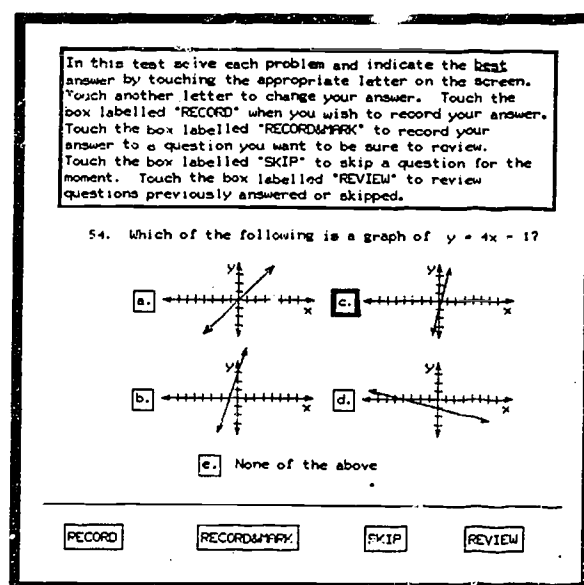 In this test solve each problem and indicate the best
answer by touching the appropriate letter on the screen.
Touch another letter to change your answer. Touch the
box labelled "RECORD" when you wish to record your answer.
Touch the box labelled "RECORD&MARK" to record your
answer to a question you want to be sure to review.
Touch the box labelled "SKIP" to skip a question for the
moment. Touch the box labelled "REVIEW" to review
questions previously answered or skipped.
54. Which of the following is a graph of y = 4x - 1?
y y
a. x c. x
y y
b. x d. x
e. None of the above
RECORD RECORD&MARK SKIP REVIEW